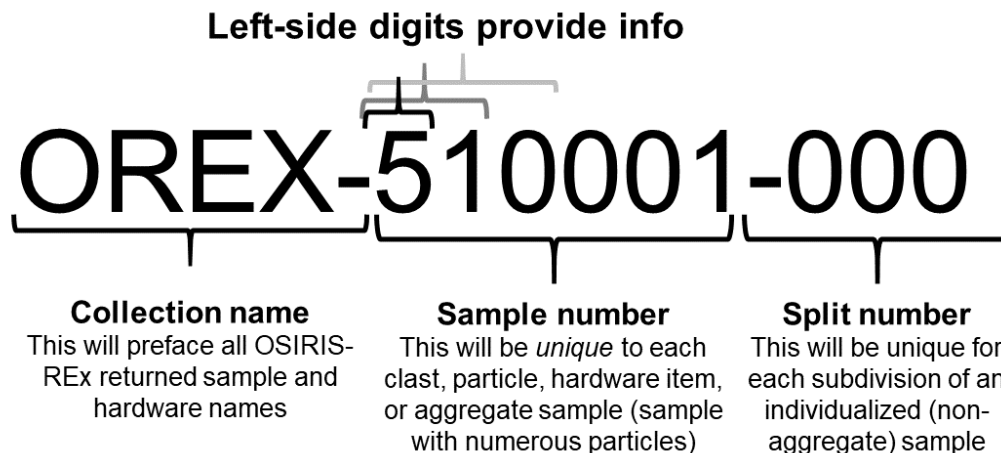 Left-side digits provide info
OREX-510001-000
Collection name
This will preface all OSIRIS-
REx returned sample and
hardware names
Sample number
This will be unique to each
clast, particle, hardware item,
or aggregate sample (sample
with numerous particles)
Split number
This will be unique for
each subdivision of an
individualized (non-
aggregate) sample